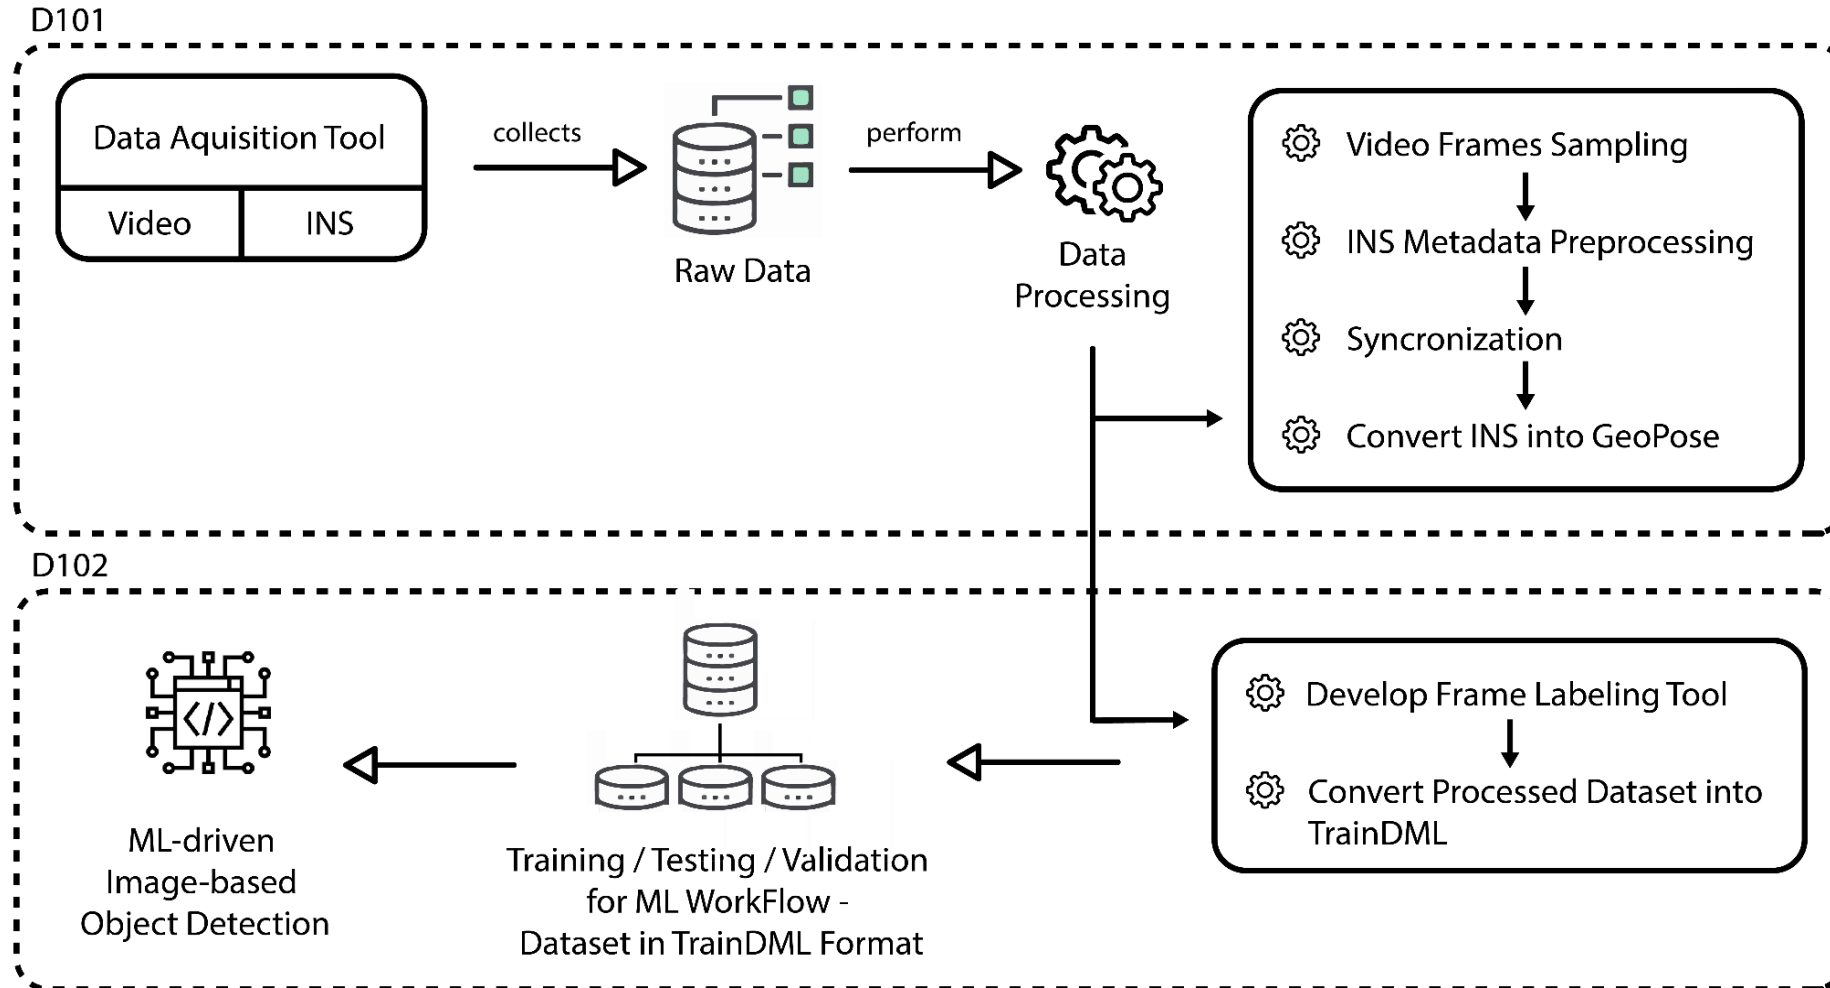 D101
Data Aquisition Tool
Video
INS
collects
Raw Data
perform
Data
Processing
Video Frames Sampling
INS Metadata Preprocessing
Syncronization
Convert INS into GeoPose
D102
Develop Frame Labeling Tool
Convert Processed Dataset into
TrainDML
Training / Testing / Validation
for ML WorkFlow -
Dataset in TrainDML Format
ML-driven
Image-based
Object Detection